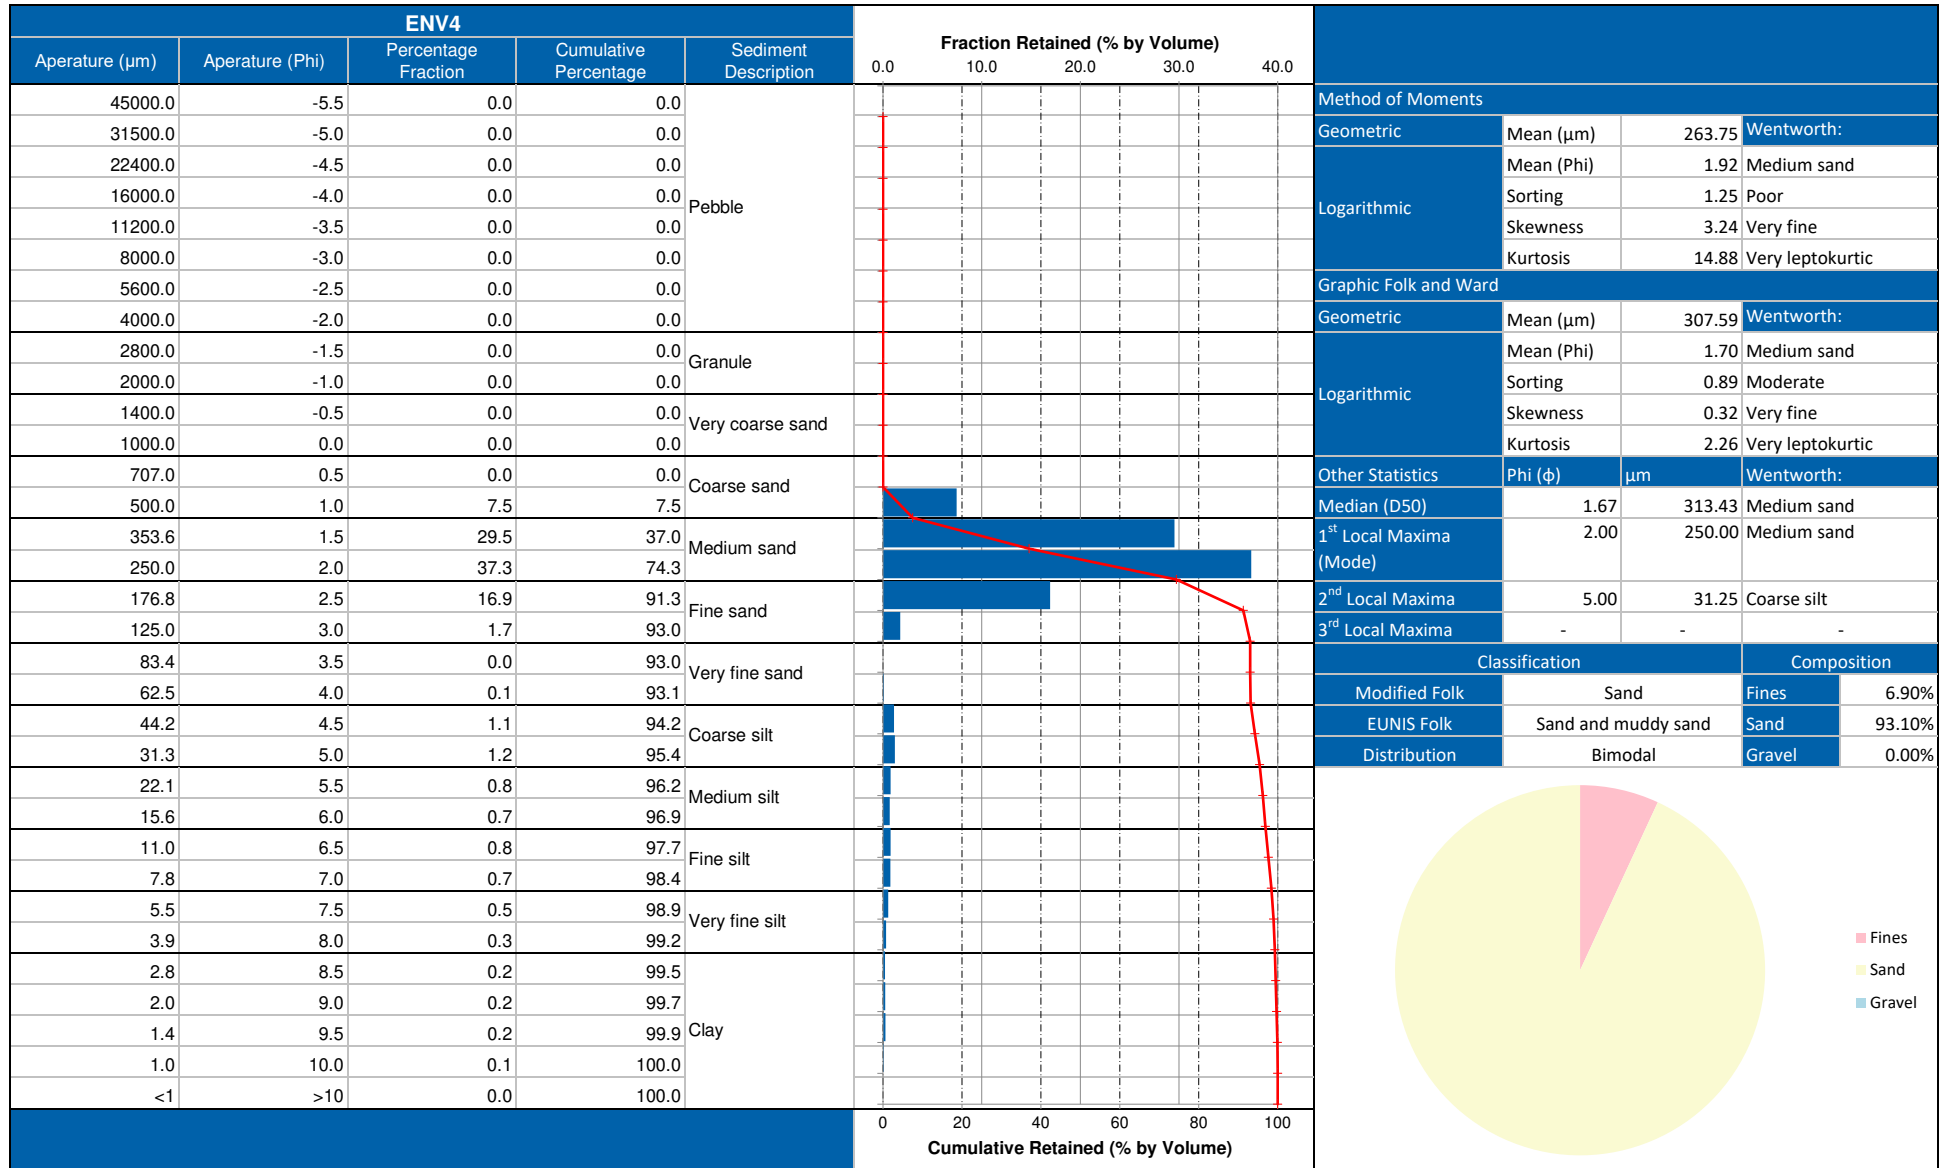 ENV4
Aperature (µm) Aperature (Phi) Percentage Fraction Cumulative Percentage Sediment Description
45000.0 -5.5 0.0 0.0
31500.0 -5.0 0.0 0.0
22400.0 -4.5 0.0 0.0
16000.0 -4.0 0.0 0.0
Pebble
11200.0 -3.5 0.0 0.0
8000.0 -3.0 0.0 0.0
5600.0 -2.5 0.0 0.0
4000.0 -2.0 0.0 0.0
2800.0 -1.5 0.0 0.0
Granule
2000.0 -1.0 0.0 0.0
1400.0 -0.5 0.0 0.0
Very coarse sand
1000.0 0.0 0.0 0.0
707.0 0.5 0.0 0.0
Coarse sand
500.0 1.0 7.5 7.5
353.6 1.5 29.5 37.0
Medium sand
250.0 2.0 37.3 74.3
176.8 2.5 16.9 91.3
Fine sand
125.0 3.0 1.7 93.0
83.4 3.5 0.0 93.0
Very fine sand
62.5 4.0 0.1 93.1
44.2 4.5 1.1 94.2
Coarse silt
31.3 5.0 1.2 95.4
22.1 5.5 0.8 96.2
Medium silt
15.6 6.0 0.7 96.9
11.0 6.5 0.8 97.7
Fine silt
7.8 7.0 0.7 98.4
5.5 7.5 0.5 98.9
Very fine silt
3.9 8.0 0.3 99.2
2.8 8.5 0.2 99.5
2.0 9.0 0.2 99.7
1.4 9.5 0.2 99.9
Clay
1.0 10.0 0.1 100.0
<1 >10 0.0 100.0
Fraction Retained (% by Volume)
0.0 10.0 20.0 30.0 40.0
0 20 40 60 80 100
Cumulative Retained (% by Volume)
Method of Moments
Geometric Mean (µm) 263.75 Wentworth:
Logarithmic
Mean (Phi) 1.92 Medium sand
Sorting 1.25 Poor
Skewness 3.24 Very fine
Kurtosis 14.88 Very leptokurtic
Graphic Folk and Ward
Geometric Mean (µm) 307.59 Wentworth:
Logarithmic
Mean (Phi) 1.70 Medium sand
Sorting 0.89 Moderate
Skewness 0.32 Very fine
Kurtosis 2.26 Very leptokurtic
Other Statistics Phi (ϕ) µm Wentworth:
Median (D50) 1.67 313.43 Medium sand
1st Local Maxima 2.00 250.00 Medium sand
(Mode)
2nd Local Maxima 5.00 31.25 Coarse silt
3rd Local Maxima - - -
Classification Composition
Modified Folk Sand Fines 6.90%
EUNIS Folk Sand and muddy sand Sand 93.10%
Distribution Bimodal Gravel 0.00%
Fines
Sand
Gravel